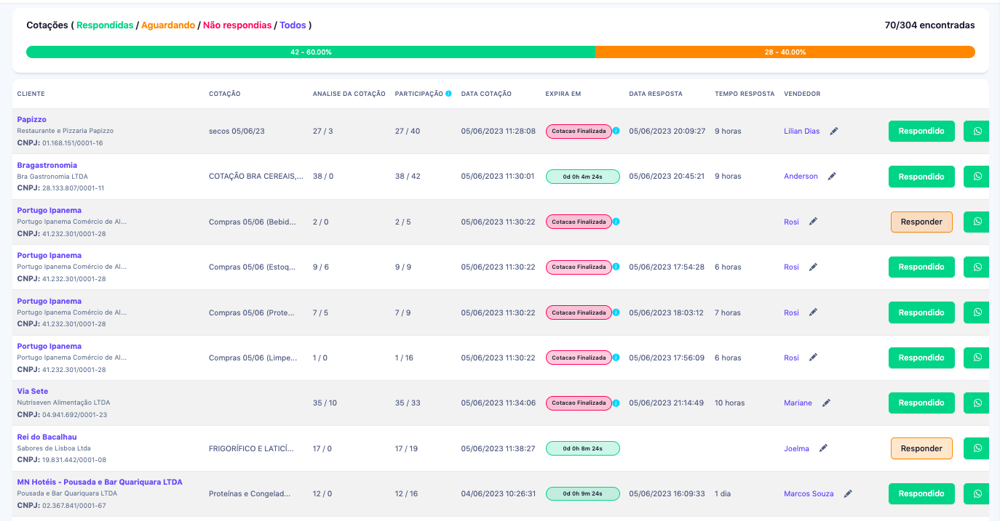 Cotações ( Respondidas / Aguardando / Não respondias / Todos )
70/304 encontradas
42 - 60.00%
28 - 40.00%
CLIENTE COTAÇÃO ANALISE DA COTAÇÃO PARTICIPAÇÃO DATA COTAÇÃO EXPIRA EM DATA RESPOSTA TEMPO RESPOSTA VENDEDOR
Papizzo
Restaurante e Pizzaria Papizzo
CNPJ: 01.168.151/0001-16
secos 05/06/23 27 / 3 27 / 40 05/06/2023 11:28:08 Cotacao Finalizada 05/06/2023 20:09:27 9 horas Lilian Dias Respondido
Bragastronomia
Bra Gastronomia LTDA
CNPJ: 28.133.807/0001-11
COTAÇÃO BRA CEREAIS,... 38 / 0 38 / 42 05/06/2023 11:30:01 0d 0h 4m 24s 05/06/2023 20:45:21 9 horas Anderson Respondido
Portugo Ipanema
Portugo Ipanema Comércio de Al...
CNPJ: 41.232.301/0001-28
Compras 05/06 (Bebid... 2 / 0 2 / 5 05/06/2023 11:30:22 Cotacao Finalizada Rosi Responder
Portugo Ipanema
Portugo Ipanema Comércio de Al...
CNPJ: 41.232.301/0001-28
Compras 05/06 (Estoq... 9 / 6 9 / 9 05/06/2023 11:30:22 Cotacao Finalizada 05/06/2023 17:54:28 6 horas Rosi Respondido
Portugo Ipanema
Portugo Ipanema Comércio de Al...
CNPJ: 41.232.301/0001-28
Compras 05/06 (Prote... 7 / 5 7 / 9 05/06/2023 11:30:22 Cotacao Finalizada 05/06/2023 18:03:12 7 horas Rosi Respondido
Portugo Ipanema
Portugo Ipanema Comércio de Al...
CNPJ: 41.232.301/0001-28
Compras 05/06 (Limpe... 1 / 0 1 / 16 05/06/2023 11:30:22 Cotacao Finalizada 05/06/2023 17:56:09 6 horas Rosi Respondido
Via Sete
Nutriseven Alimentação LTDA
CNPJ: 04.941.692/0001-23
35 / 10 35 / 33 05/06/2023 11:34:06 Cotacao Finalizada 05/06/2023 21:14:49 10 horas Mariane Respondido
Rei do Bacalhau
Sabores de Lisboa Ltda
CNPJ: 19.831.442/0001-08
FRIGORÍFICO E LATICÍ... 17 / 0 17 / 19 05/06/2023 11:38:27 0d 0h 8m 24s Joelma Responder
MN Hotéis - Pousada e Bar Quariquara LTDA
Pousada e Bar Quariquara LTDA
CNPJ: 02.367.841/0001-67
Proteínas e Congelad... 12 / 0 12 / 16 04/06/2023 10:26:31 0d 0h 9m 24s 05/06/2023 16:09:33 1 dia Marcos Souza Respondido